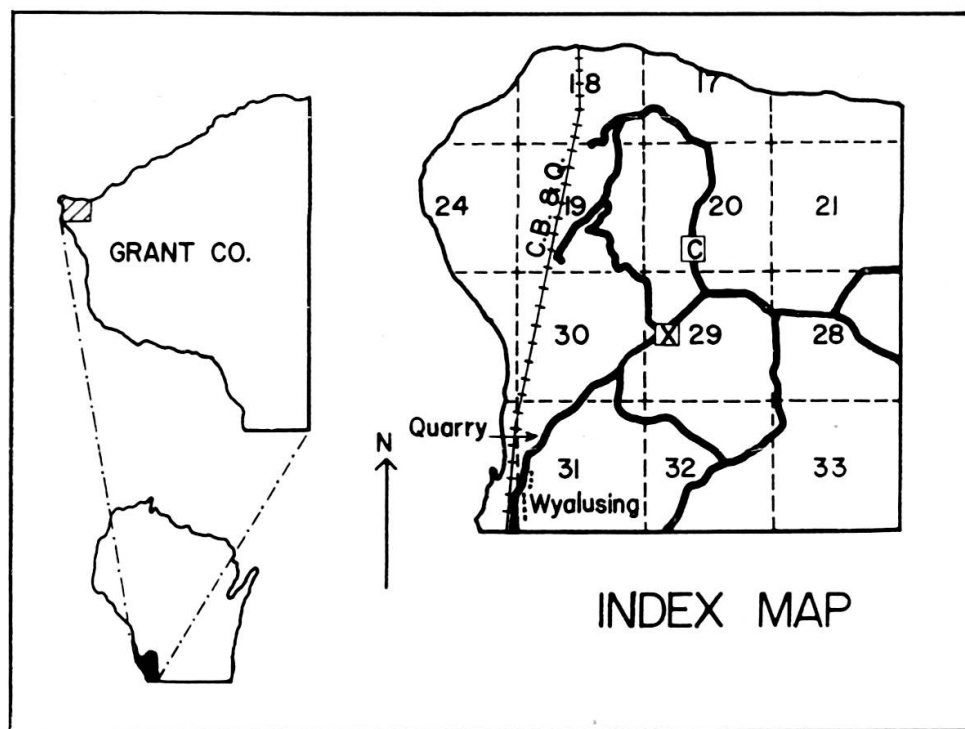 18 17
24 C.B. & Q. 19 20 21
GRANT CO.
C
30 X 29 28
Quarry
N
31 32 33
Wyalusing
INDEX MAP